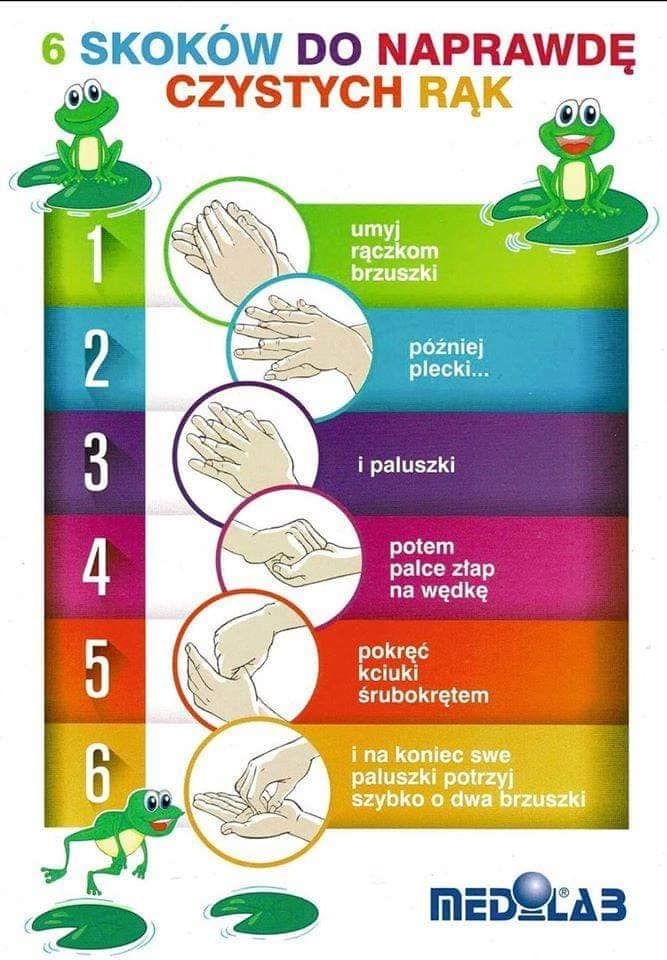 6 SKOKÓW DO NAPRAWDĘ
CZYSTYCH RĄK
1
umyj
rączkom
brzuszki
2
później
plecki...
3
i paluszki
4
potem
palce złap
na wędkę
5
pokręć
kciuki
śrubokrętem
6
i na koniec swe
paluszki potrzyj
szybko o dwa brzuszki
MEDILAB®